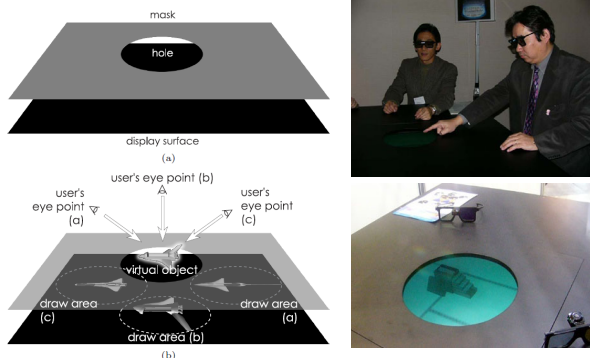 mask
hole
display surface
(a)
user's eye point (b)
user's
eye point
(a)
user's
eye point
(c)
virtual object
draw area
(c)
draw area
(a)
draw area (b)
(b)